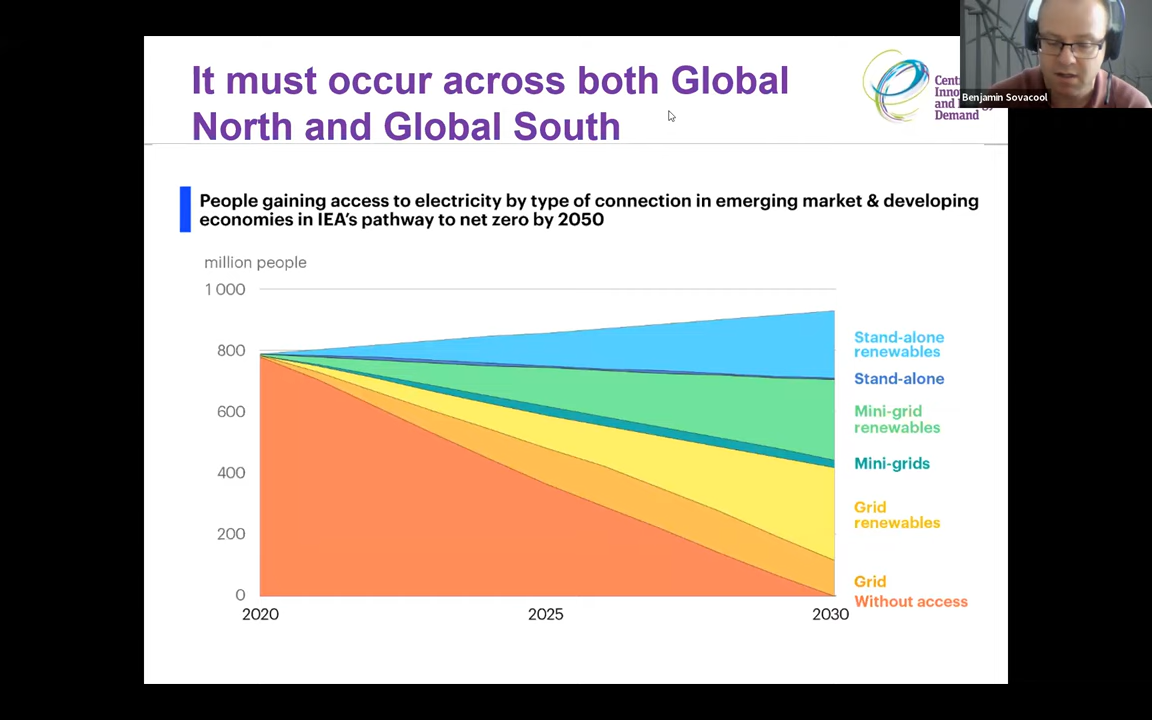 It must occur across both Global
North and Global South
Benjamin Sovacool
and
Demand
People gaining access to electricity by type of connection in emerging market & developing
economies in IEA's pathway to net zero by 2050
million people
1 000
800
600
400
200
0
2020
2025
2030
Stand-alone
renewables
Stand-alone
Mini-grid
renewables
Mini-grids
Grid
renewables
Grid
Without access